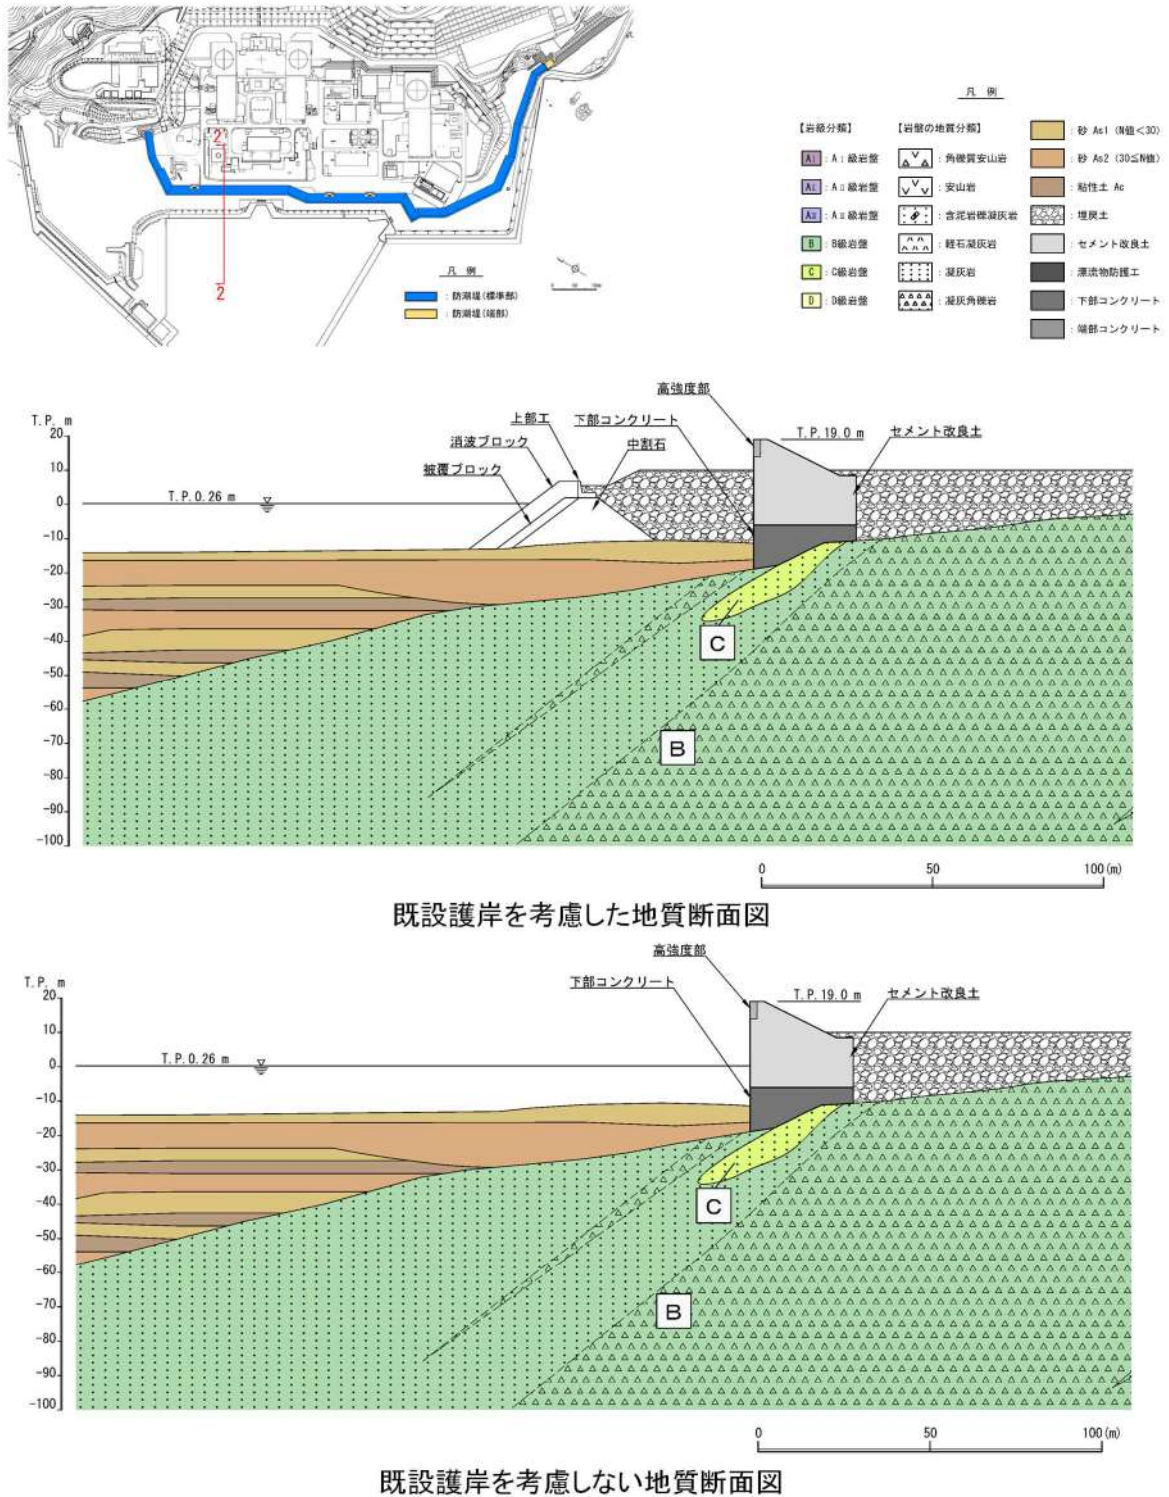 2'
2
凡 例
:防潮堤(標準部)
:防潮堤(端部)
凡 例
【岩級分類】
【岩盤の地質分類】
:砂 As1 (N値<30)
AⅠ :AⅠ級岩盤
:角礫質安山岩
:砂 As2 (30≦N値)
AⅡ :AⅡ級岩盤
:安山岩
:粘性土 Ac
AⅢ :AⅢ級岩盤
:含泥岩礫凝灰岩
:埋戻土
B :B級岩盤
:軽石凝灰岩
:セメント改良土
C :C級岩盤
:凝灰岩
:漂流物防護工
D :D級岩盤
:凝灰角礫岩
:下部コンクリート
:端部コンクリート
T.P. m
高強度部
上部工
下部コンクリート
T.P.19.0 m
セメント改良土
消波ブロック
中割石
被覆ブロック
T.P.0.26 m
20
10
0
-10
-20
-30
-40
-50
-60
-70
-80
-90
-100
C
B
0 50 100(m)
既設護岸を考慮した地質断面図
T.P. m
高強度部
下部コンクリート
T.P.19.0 m
セメント改良土
T.P.0.26 m
20
10
0
-10
-20
-30
-40
-50
-60
-70
-80
-90
-100
C
B
0 50 100(m)
既設護岸を考慮しない地質断面図